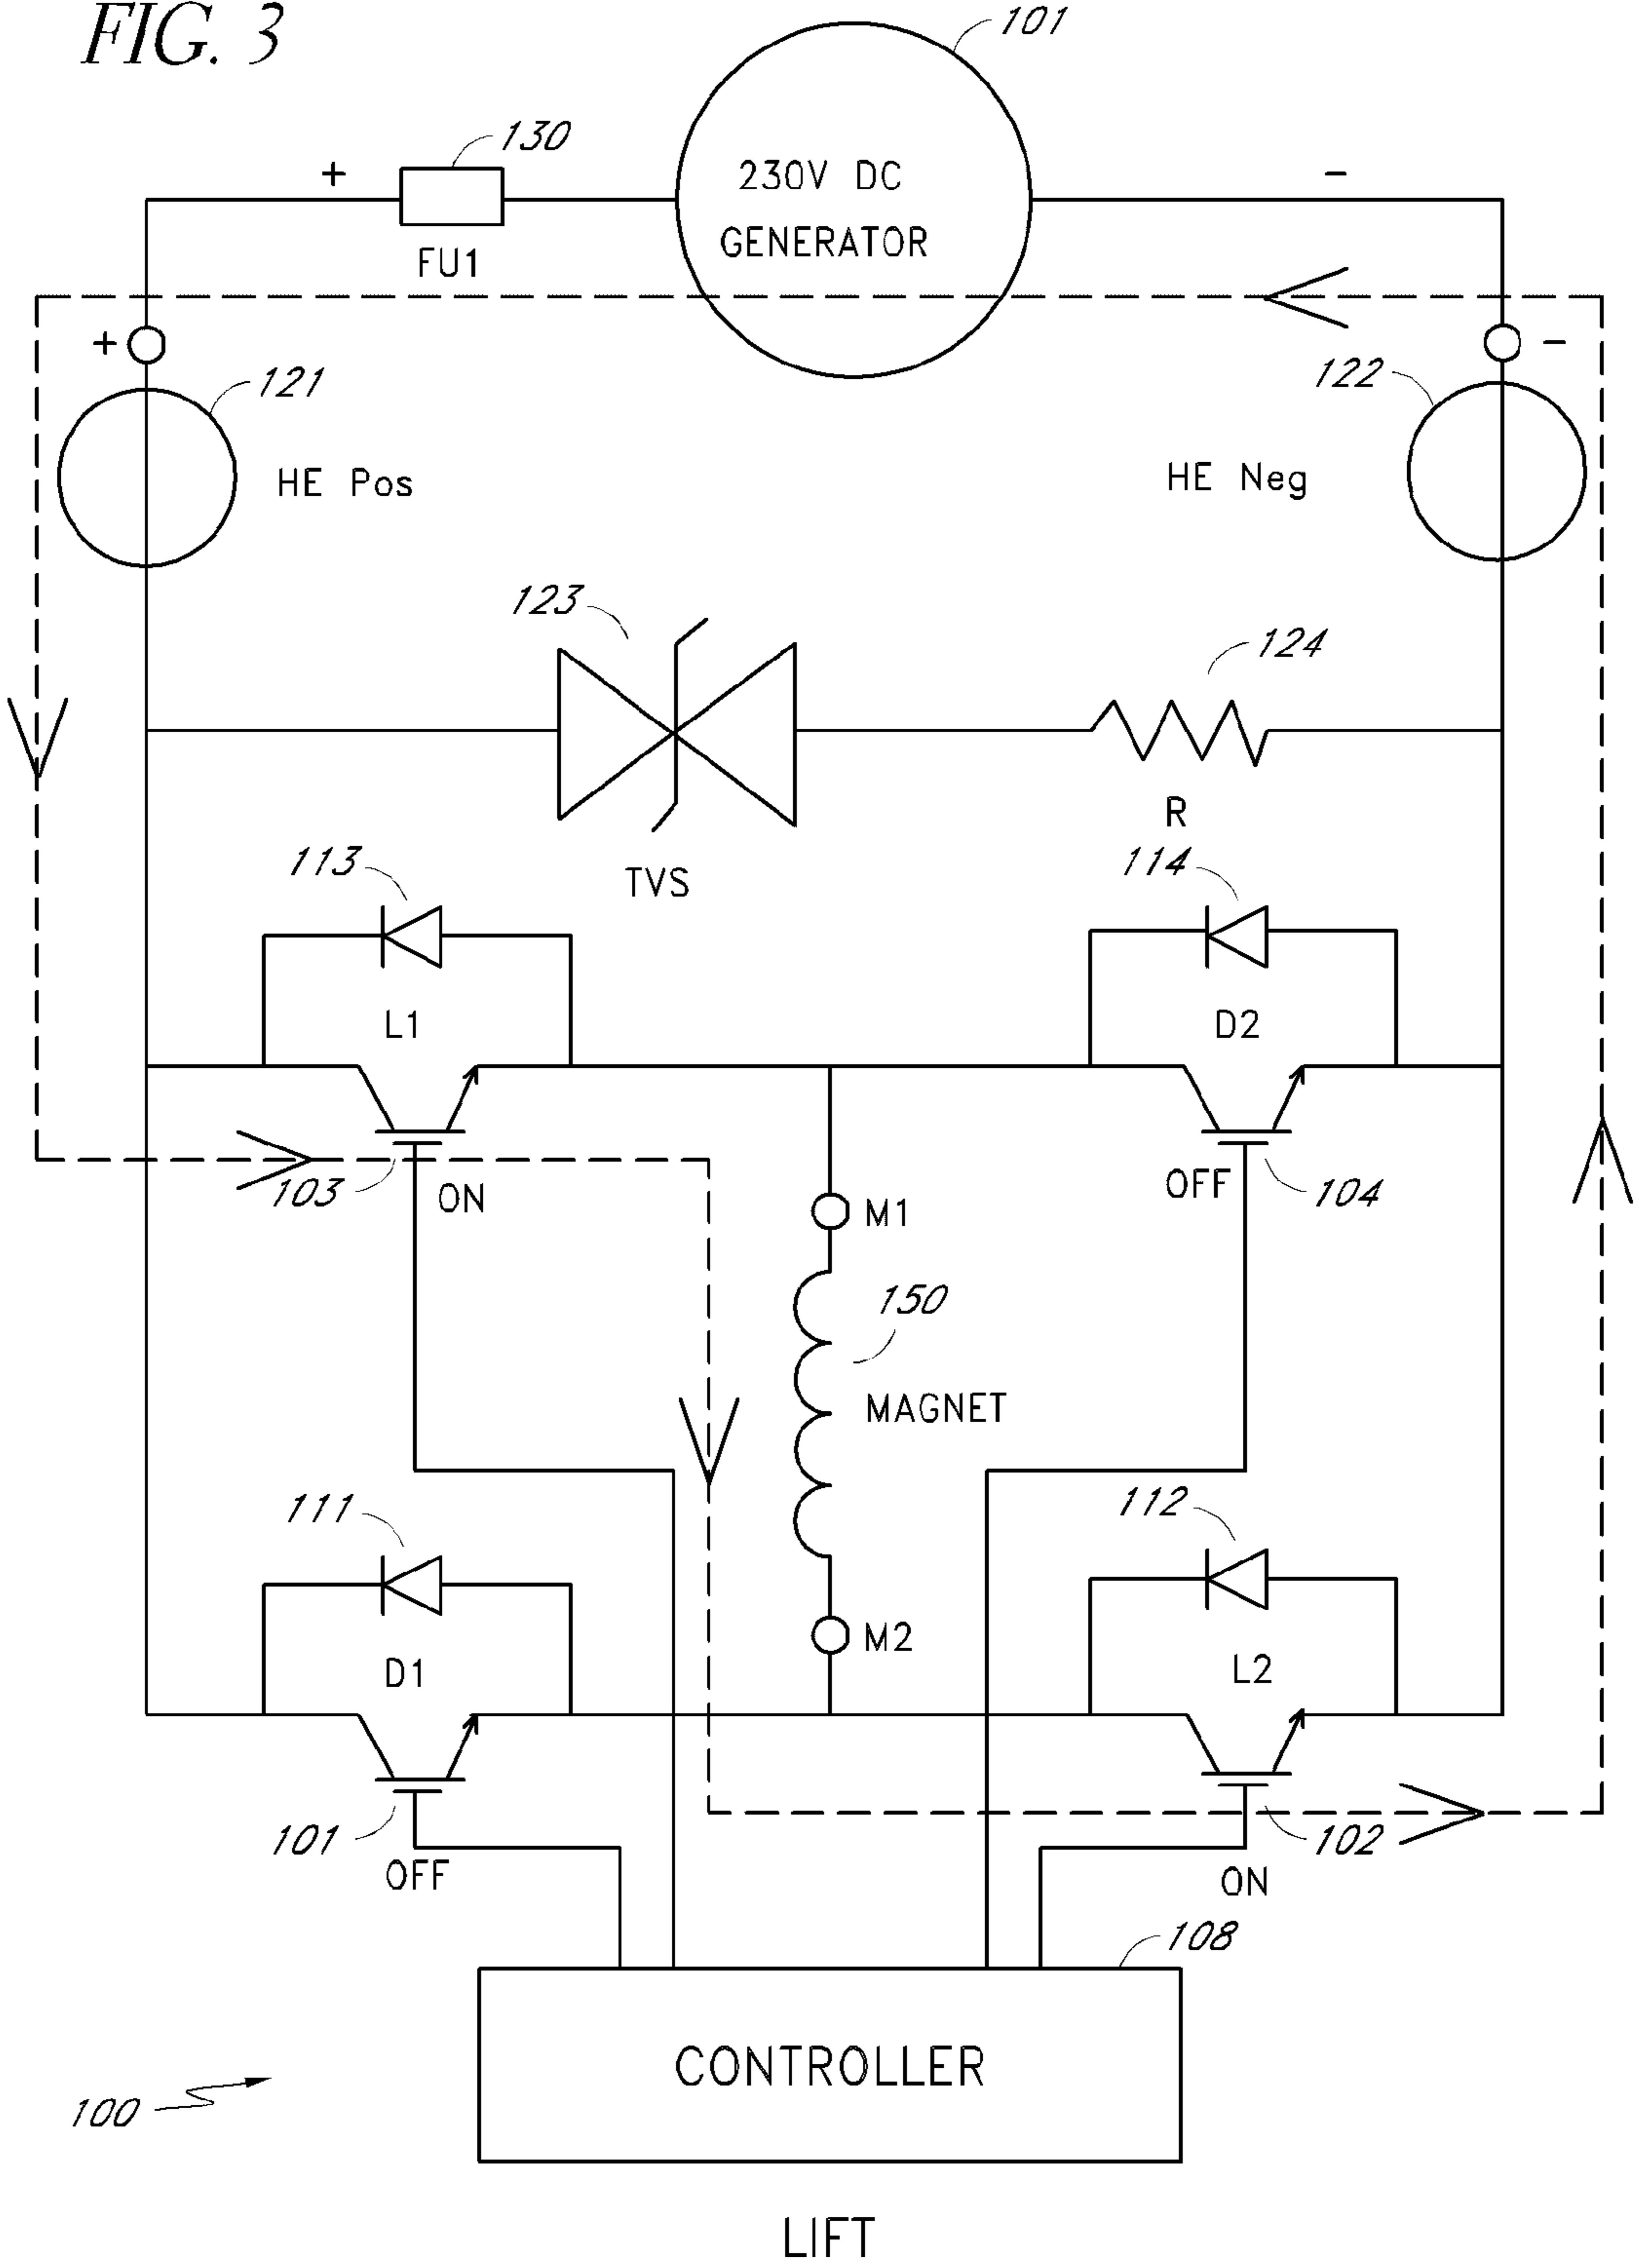 FIG. 3
101
130
+
-
230V DC
GENERATOR
FU1
+
-
121
122
HE Pos
HE Neg
123
124
R
TVS
113
114
L1
D2
103
ON
OFF
104
M1
150
MAGNET
111
112
M2
D1
L2
101
OFF
102
ON
108
CONTROLLER
100
LIFT